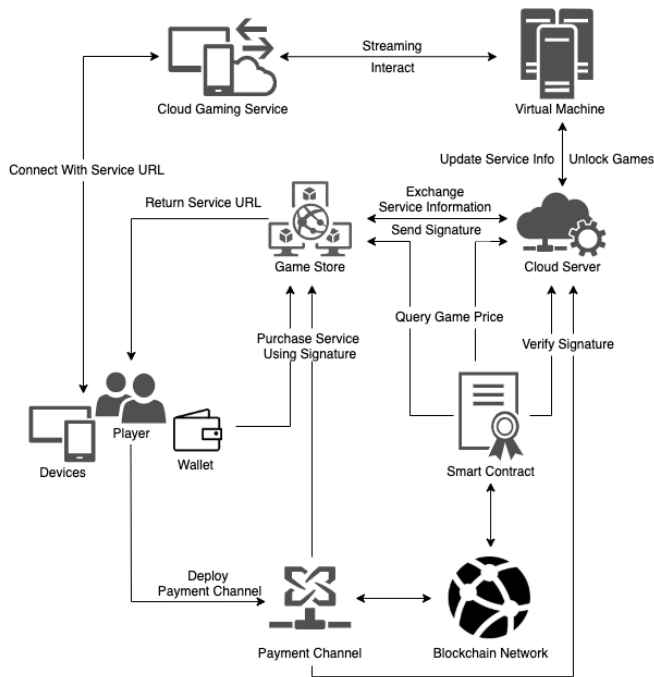 Streaming
Interact
Cloud Gaming Service
Virtual Machine
Update Service Info
Unlock Games
Connect With Service URL
Return Service URL
Exchange
Service Information
Send Signature
Game Store
Cloud Server
Query Game Price
Purchase Service
Using Signature
Verify Signature
Player
Wallet
Devices
Smart Contract
Deploy
Payment Channel
Payment Channel
Blockchain Network